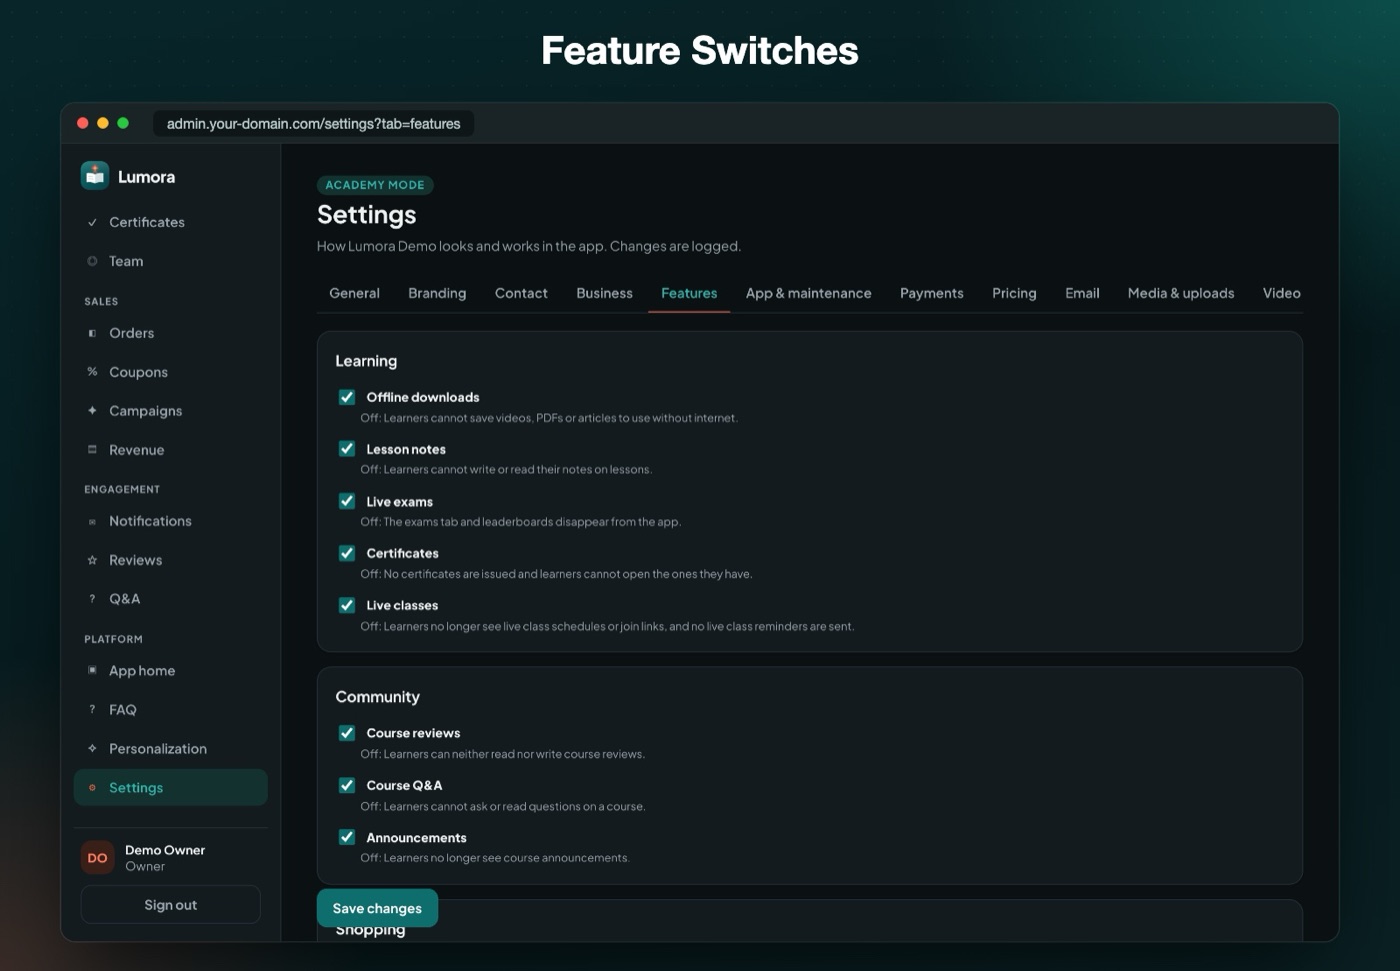 Feature Switches
admin.your-domain.com/settings?tab=features
Lumora
Certificates
Team
SALES
Orders
Coupons
Campaigns
Revenue
ENGAGEMENT
Notifications
Reviews
Q&A
PLATFORM
App home
FAQ
Personalization
Settings
DO
Demo Owner
Owner
Sign out
ACADEMY MODE
Settings
How Lumora Demo looks and works in the app. Changes are logged.
General Branding Contact Business Features App & maintenance Payments Pricing Email Media & uploads Video
Learning
Offline downloads
Off: Learners cannot save videos, PDFs or articles to use without internet.
Lesson notes
Off: Learners cannot write or read their notes on lessons.
Live exams
Off: The exams tab and leaderboards disappear from the app.
Certificates
Off: No certificates are issued and learners cannot open the ones they have.
Live classes
Off: Learners no longer see live class schedules or join links, and no live class reminders are sent.
Community
Course reviews
Off: Learners can neither read nor write course reviews.
Course Q&A
Off: Learners cannot ask or read questions on a course.
Announcements
Off: Learners no longer see course announcements.
Save changes
Shopping